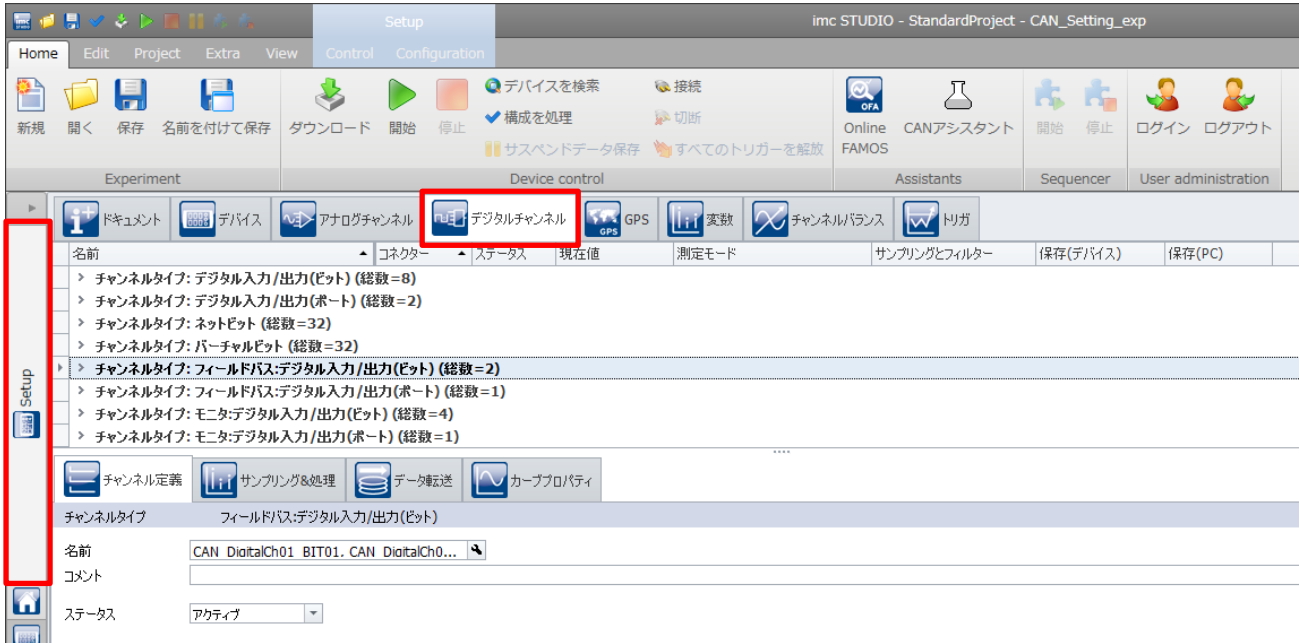 Setup
imc STUDIO - StandardProject - CAN_Setting_exp
Home Edit Project Extra View Control Configuration
新規 開く 保存 名前を付けて保存 ダウンロード 開始 停止
デバイスを検索 接続
構成を処理 切断
サスペンドデータ保存 すべてのトリガーを解放
OFA
Online FAMOS
CANアシスタント
開始 停止
ログイン ログアウト
Experiment Device control Assistants Sequencer User administration
ドキュメント デバイス アナログチャンネル デジタルチャンネル GPS GPS 変数 チャンネルバランス トリガ
名前 コネクター ステータス 現在値 測定モード サンプリングとフィルター 保存(デバイス) 保存(PC)
チャンネルタイプ: デジタル入力/出力(ビット) (総数=8)
チャンネルタイプ: デジタル入力/出力(ポート) (総数=2)
チャンネルタイプ: ネットビット (総数=32)
チャンネルタイプ: バーチャルビット (総数=32)
チャンネルタイプ: フィールドバス:デジタル入力/出力(ビット) (総数=2)
チャンネルタイプ: フィールドバス:デジタル入力/出力(ポート) (総数=1)
チャンネルタイプ: モニタ:デジタル入力/出力(ビット) (総数=4)
チャンネルタイプ: モニタ:デジタル入力/出力(ポート) (総数=1)
Setup
チャンネル定義 サンプリング&処理 データ転送 カーブプロパティ
チャンネルタイプ フィールドバス:デジタル入力/出力(ビット)
名前 CAN_DigitalCh01_BIT01, CAN_DigitalCh0...
コメント
ステータス アクティブ